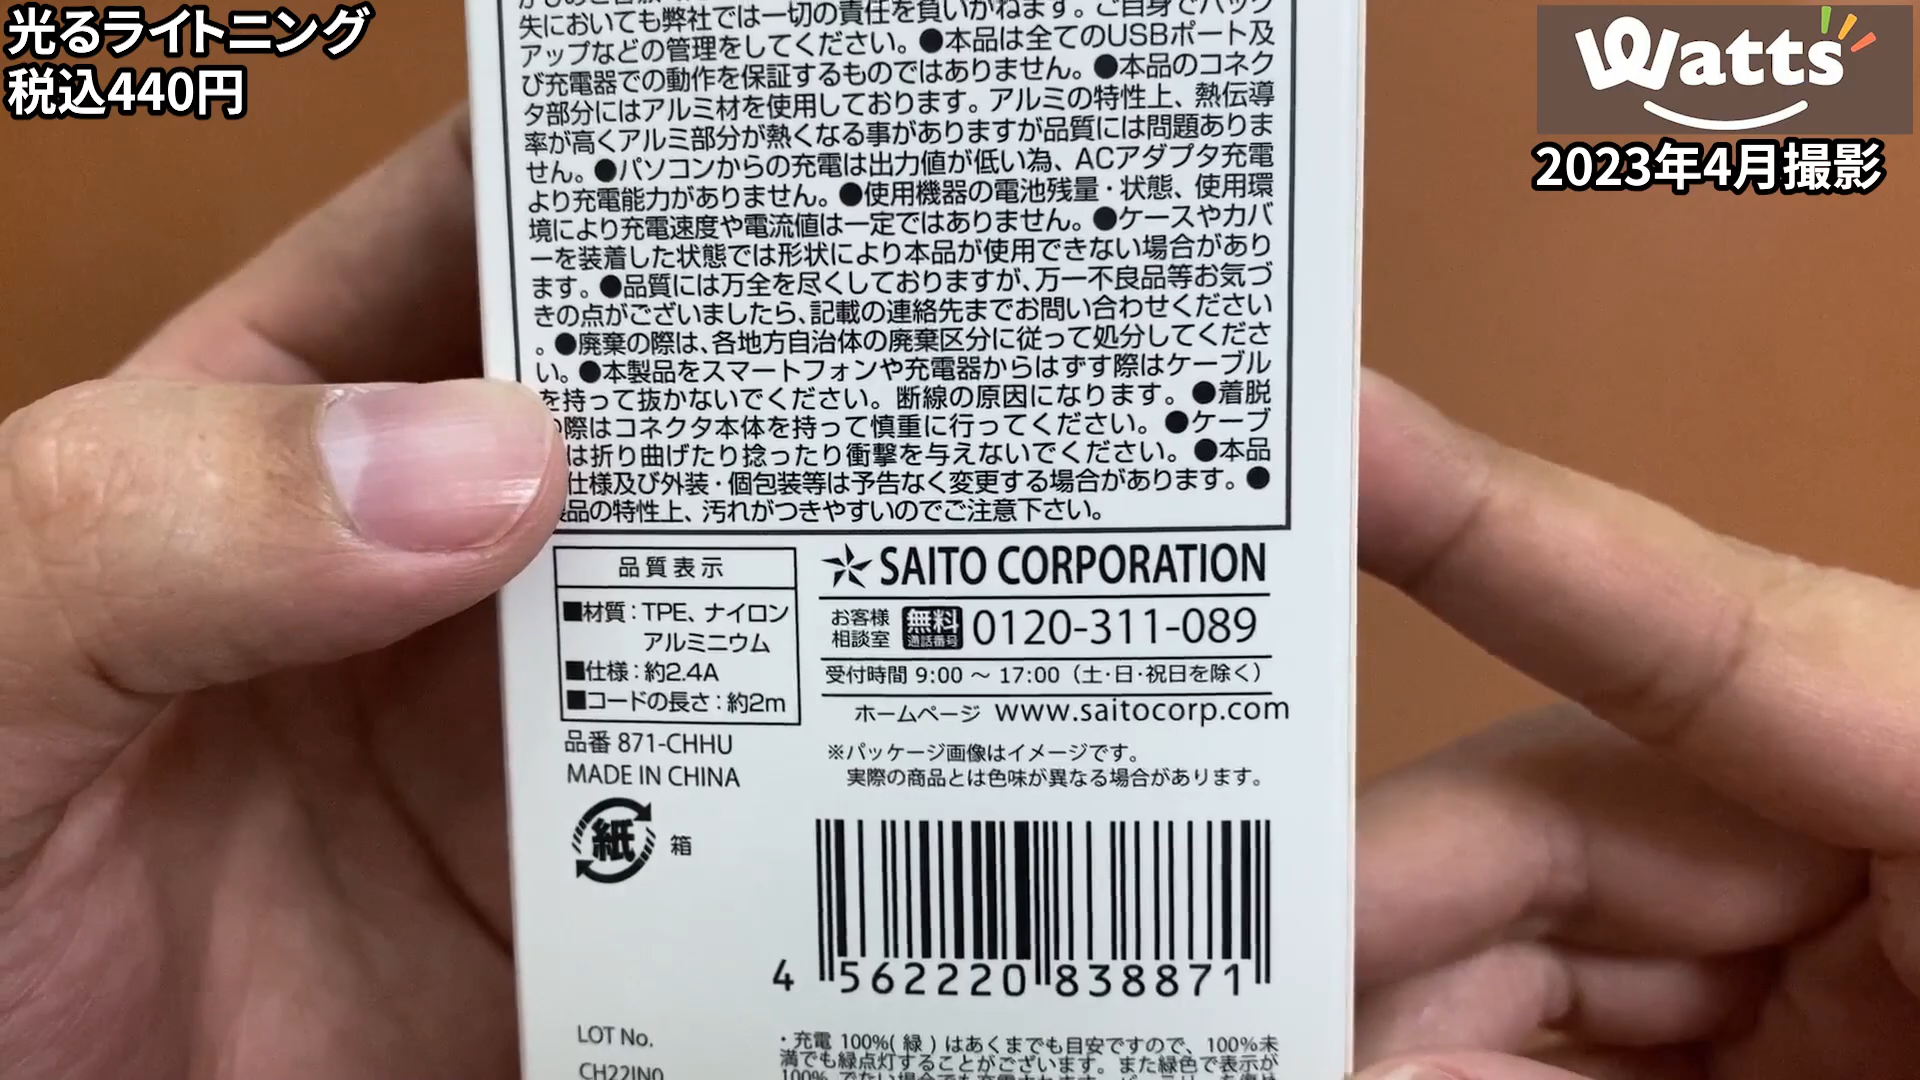 光るライトニング
税込440円
Watts
2023年4月撮影
失においても弊社では一切の責任を負いかねます。ご自身でバック
アップなどの管理をしてください。●本品は全てのUSBポート及
び充電器での動作を保証するものではありません。●本品のコネク
タ部分にはアルミ材を使用しております。アルミの特性上、熱伝導
率が高くアルミ部分が熱くなる事がありますが品質には問題ありま
せん。●パソコンからの充電は出力値が低い為、ACアダプタ充電
より充電能力がありません。●使用機器の電池残量・状態、使用環
境により充電速度や電流値は一定ではありません。●ケースやカバ
ーを装着した状態では形状により本品が使用できない場合があり
ます。●品質には万全を尽くしておりますが、万一不良品等お気づ
きの点がございましたら、記載の連絡先までお問い合わせください
。●廃棄の際は、各地方自治体の廃棄区分に従って処分してくださ
い。●本製品をスマートフォンや充電器からはずす際はケーブル
を持って抜かないでください。断線の原因になります。●着脱
の際はコネクタ本体を持って慎重に行ってください。●ケーブ
は折り曲げたり捻ったり衝撃を与えないでください。●本品
仕様及び外装・個包装等は予告なく変更する場合があります。●
製品の特性上、汚れがつきやすいのでご注意下さい。
品質表示
■材質：TPE、ナイロン
アルミニウム
■仕様：約2.4A
■コードの長さ：約2m
品番 871-CHHU
MADE IN CHINA
紙 箱
SAITO CORPORATION
お客様
相談室 無料
通話番号 0120-311-089
受付時間 9:00 〜 17:00（土・日・祝日を除く）
ホームページ www.saitocorp.com
※パッケージ画像はイメージです。
実際の商品とは色味が異なる場合があります。
4 562220 838871
LOT No.
CH22JN0
・充電 100%( 緑 ) はあくまでも目安ですので、100%未
満でも緑点灯することがございます。また緑色で表示が